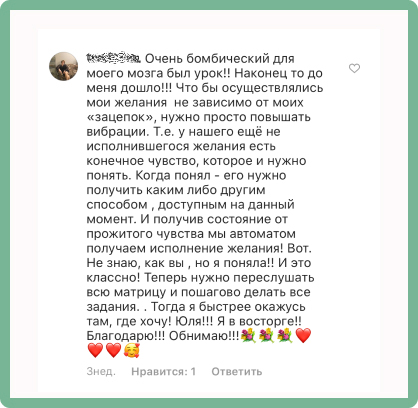 Очень бомбический для
моего мозга был урок!! Наконец то до
меня дошло!!! Что бы осуществлялись
мои желания не зависимо от моих
«зацепок», нужно просто повышать
вибрации. Т.е. у нашего ещё не
исполнившегося желания есть
конечное чувство, которое и нужно
понять. Когда понял - его нужно
получить каким либо другим
способом , доступным на данный
момент. И получив состояние от
прожитого чувства мы автоматом
получаем исполнение желания! Вот.
Не знаю, как вы , но я поняла!! И это
классно! Теперь нужно переслушать
всю матрицу и пошагово делать все
задания. . Тогда я быстрее окажусь
там, где хочу! Юля!!! Я в восторге!!
Благодарю!!! Обнимаю!!!💐💐💐❤️
❤️❤️🥰
3нед. Нравится: 1 Ответить